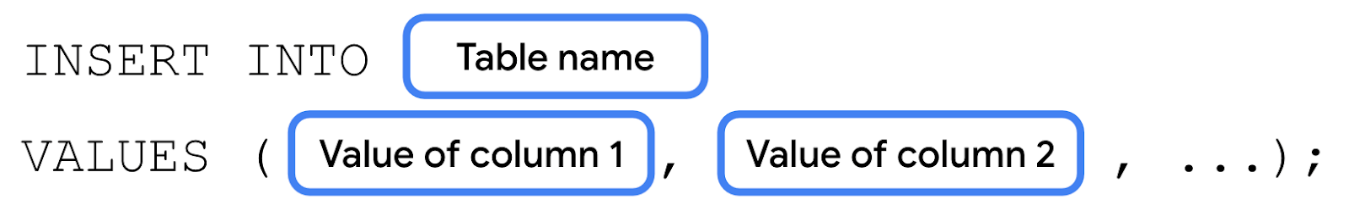 INSERT INTO Table name
VALUES ( Value of column 1 , Value of column 2 , ...);